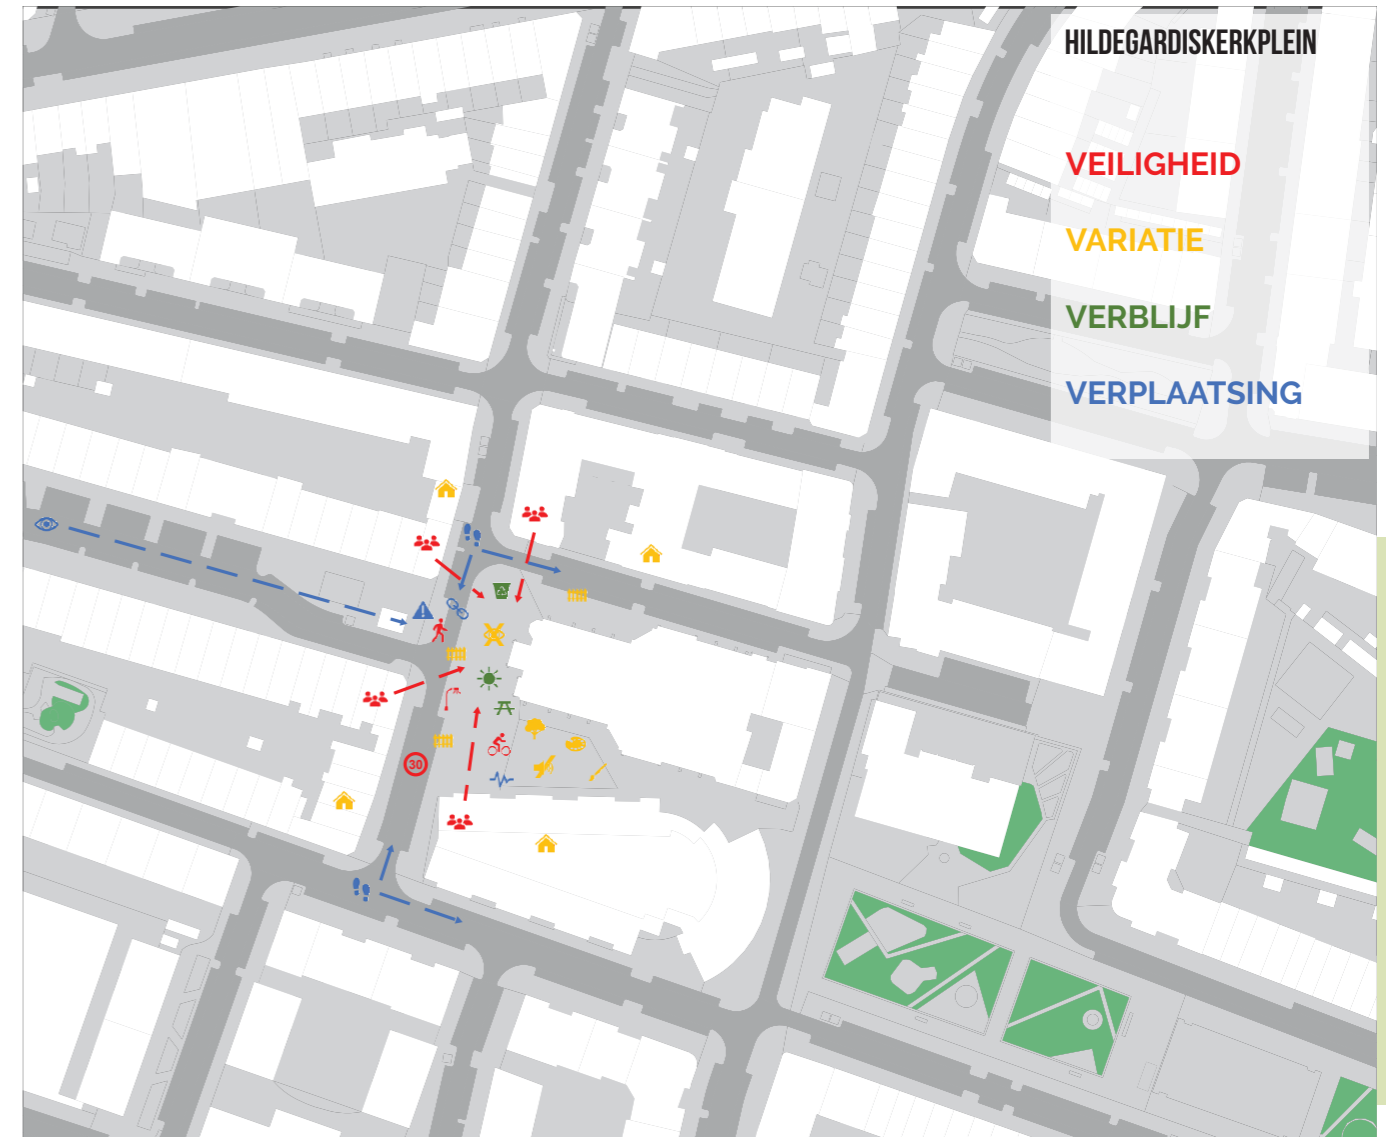 HILDEGARDISKERKPLEIN
VEILIGHEID
VARIATIE
VERBLIJF
VERPLAATSING
30